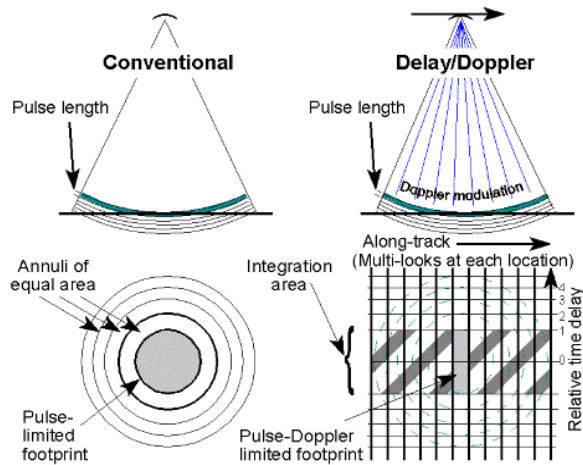 Conventional
Delay/Doppler
Pulse length
Pulse length
Doppler modulation
Along-track
(Multi-looks at each location)
Annuli of
equal area
Integration
area
4
3
2
1
0
Relative time delay
Pulse-
limited
footprint
Pulse-Doppler
limited footprint